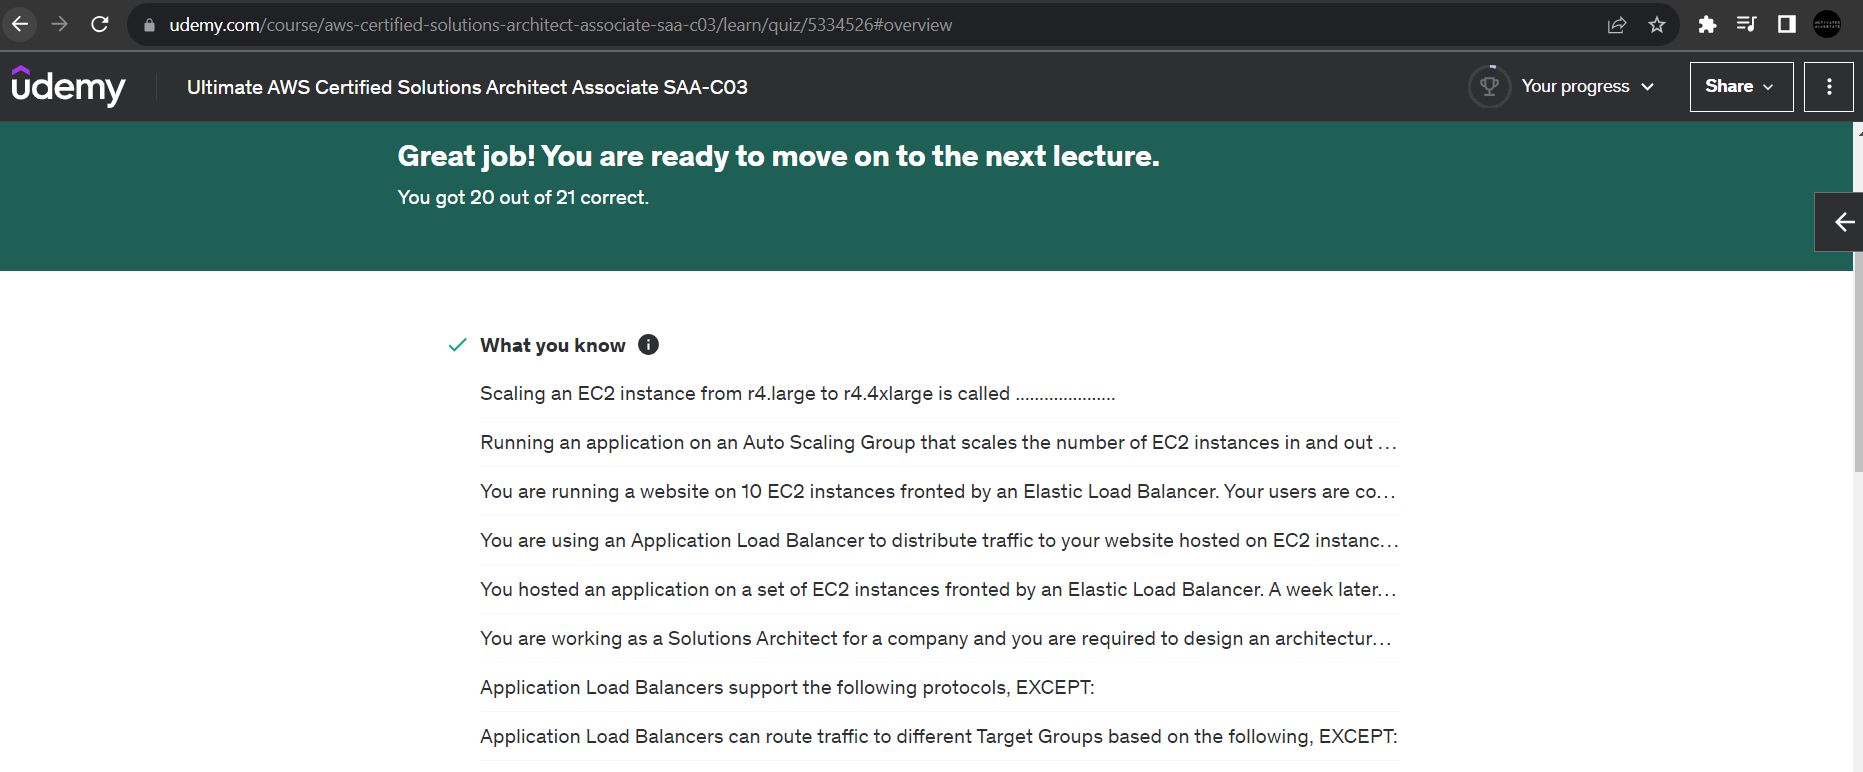 udemy.com/course/aws-certified-solutions-architect-associate-saa-c03/learn/quiz/5334526#overview
udemy
Ultimate AWS Certified Solutions Architect Associate SAA-C03
Your progress
Share
Great job! You are ready to move on to the next lecture.
You got 20 out of 21 correct.
What you know
Scaling an EC2 instance from r4.large to r4.4xlarge is called .....................
Running an application on an Auto Scaling Group that scales the number of EC2 instances in and out ...
You are running a website on 10 EC2 instances fronted by an Elastic Load Balancer. Your users are co...
You are using an Application Load Balancer to distribute traffic to your website hosted on EC2 instanc...
You hosted an application on a set of EC2 instances fronted by an Elastic Load Balancer. A week later...
You are working as a Solutions Architect for a company and you are required to design an architectur...
Application Load Balancers support the following protocols, EXCEPT:
Application Load Balancers can route traffic to different Target Groups based on the following, EXCEPT: